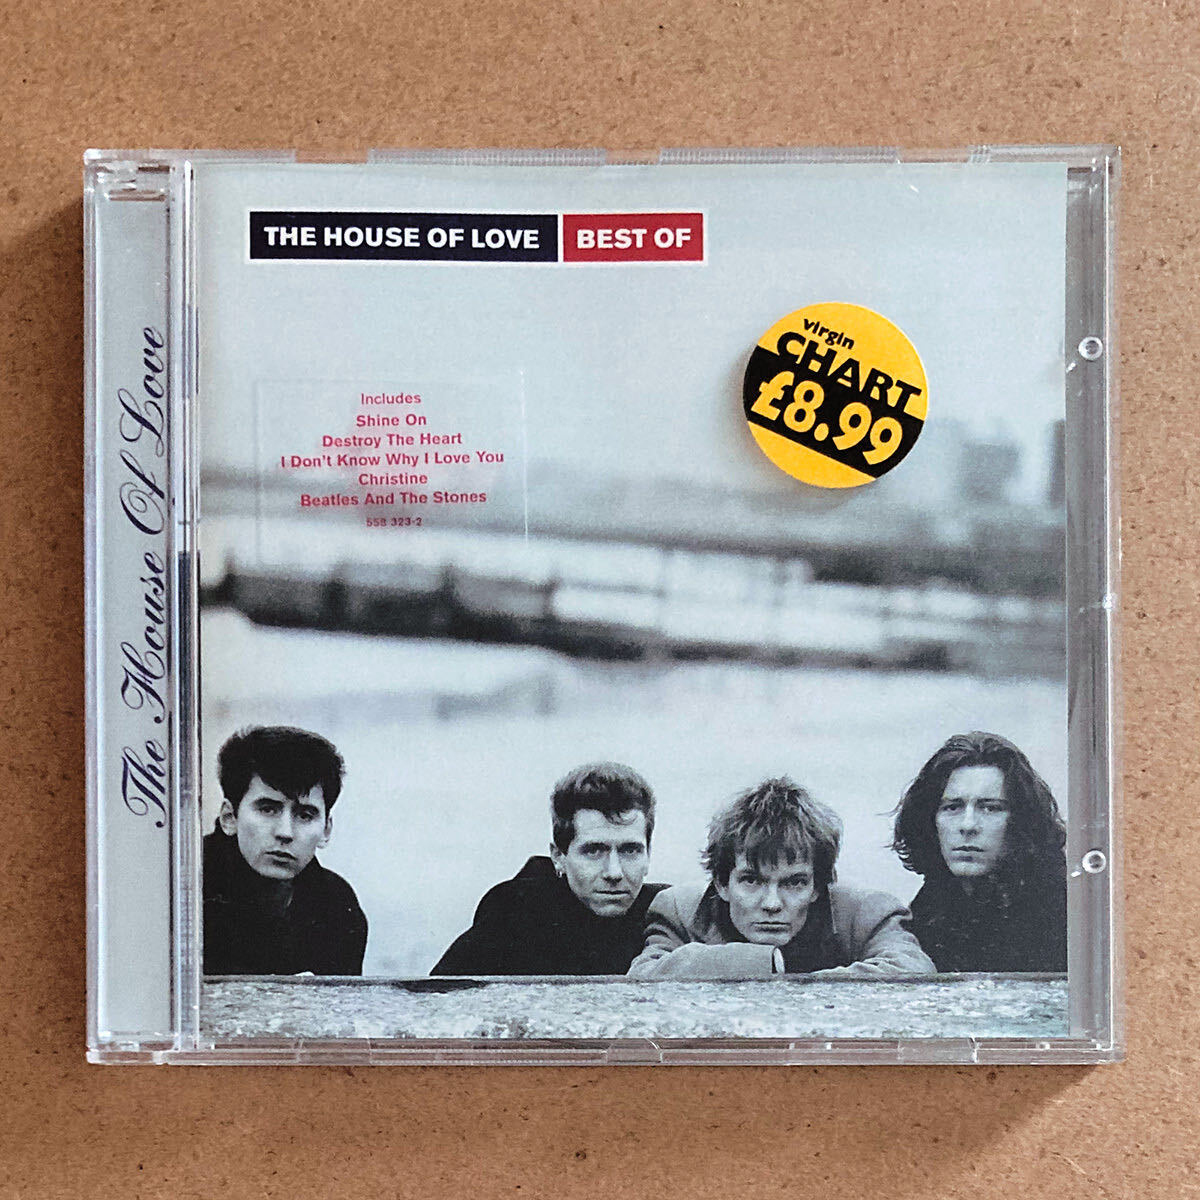 THE HOUSE OF LOVE BEST OF
virgin
CHART
£8.99
Includes
Shine On
Destroy The Heart
I Don't Know Why I Love You
Christine
Beatles And The Stones
558 323-2
The House Of Love